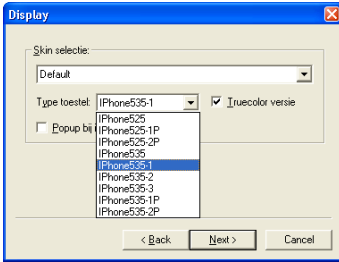 Display
Skin selectie:
Default
Type toestel: IPhone535-1 Truecolor versie
Popup bij
IPhone525
IPhone525-1P
IPhone525-2P
IPhone535
IPhone535-1
IPhone535-2
IPhone535-3
IPhone535-1P
IPhone535-2P
< Back Next > Cancel